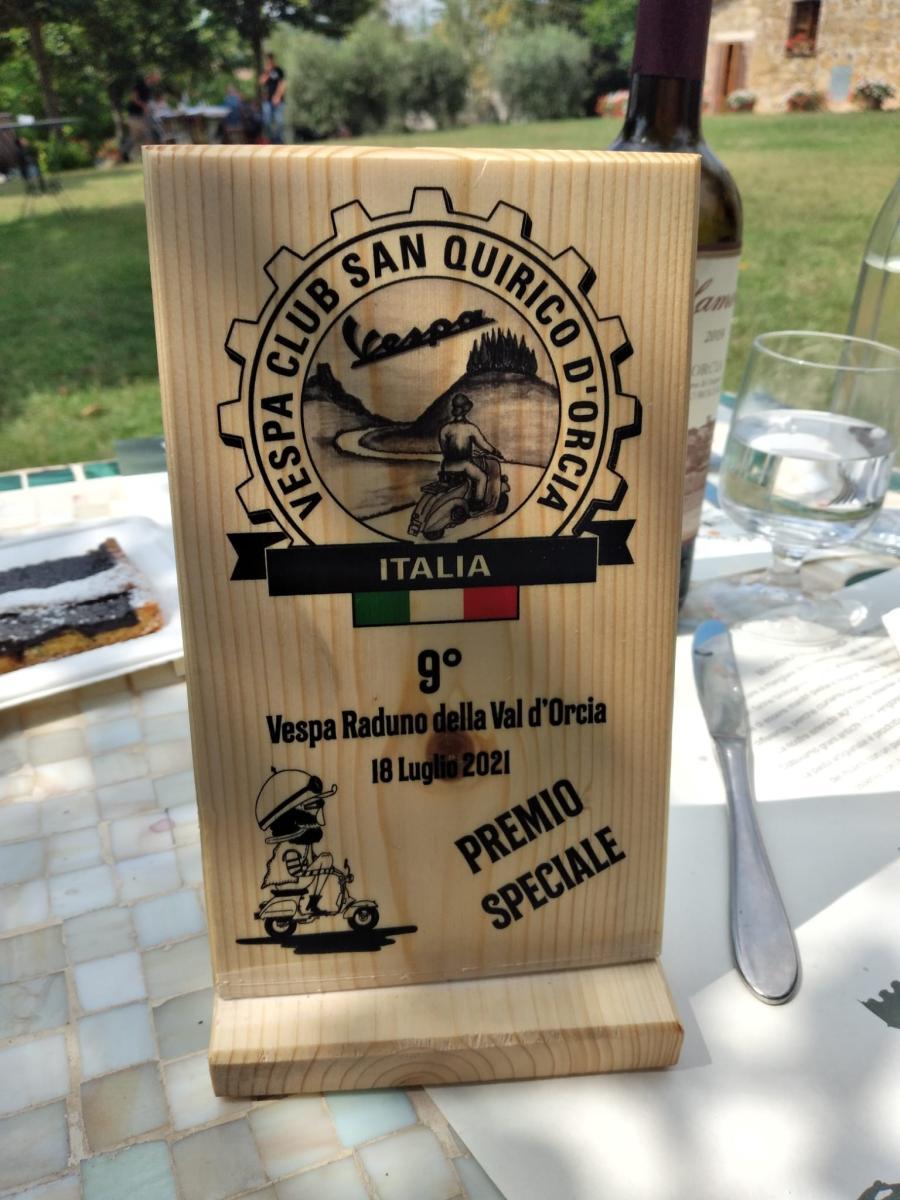 VESPA CLUB SAN QUIRICO D'ORCIA
Vespa
ITALIA
9°
Vespa Raduno della Val d'Orcia
18 Luglio 2021
PREMIO
SPECIALE